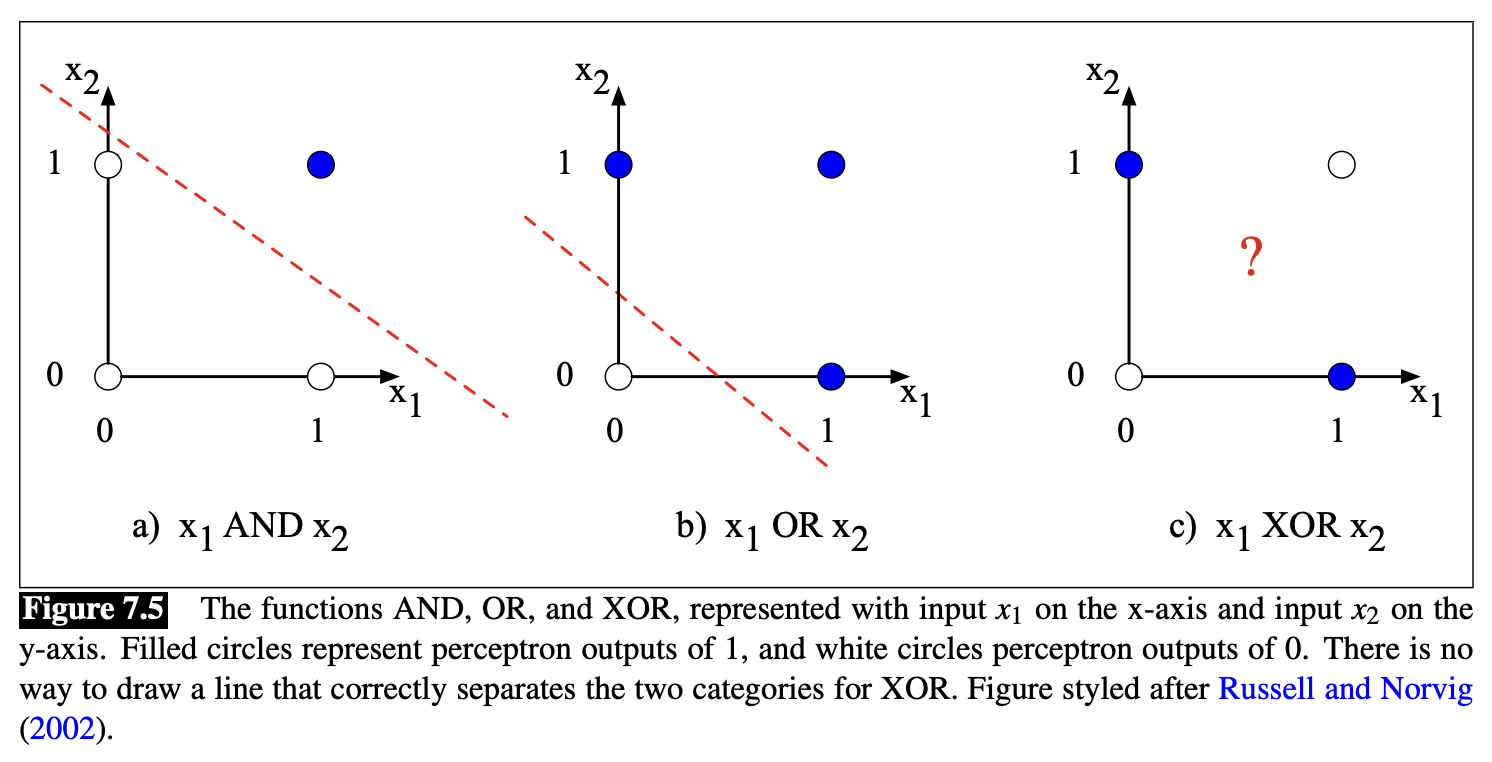 x2 x2 x2
1 1 1
?
0 0 0
x1 x1 x1
0 1 0 1 0 1
a) x1 AND x2 b) x1 OR x2 c) x1 XOR x2
Figure 7.5 The functions AND, OR, and XOR, represented with input x1 on the x-axis and input x2 on the
y-axis. Filled circles represent perceptron outputs of 1, and white circles perceptron outputs of 0. There is no
way to draw a line that correctly separates the two categories for XOR. Figure styled after Russell and Norvig
(2002).